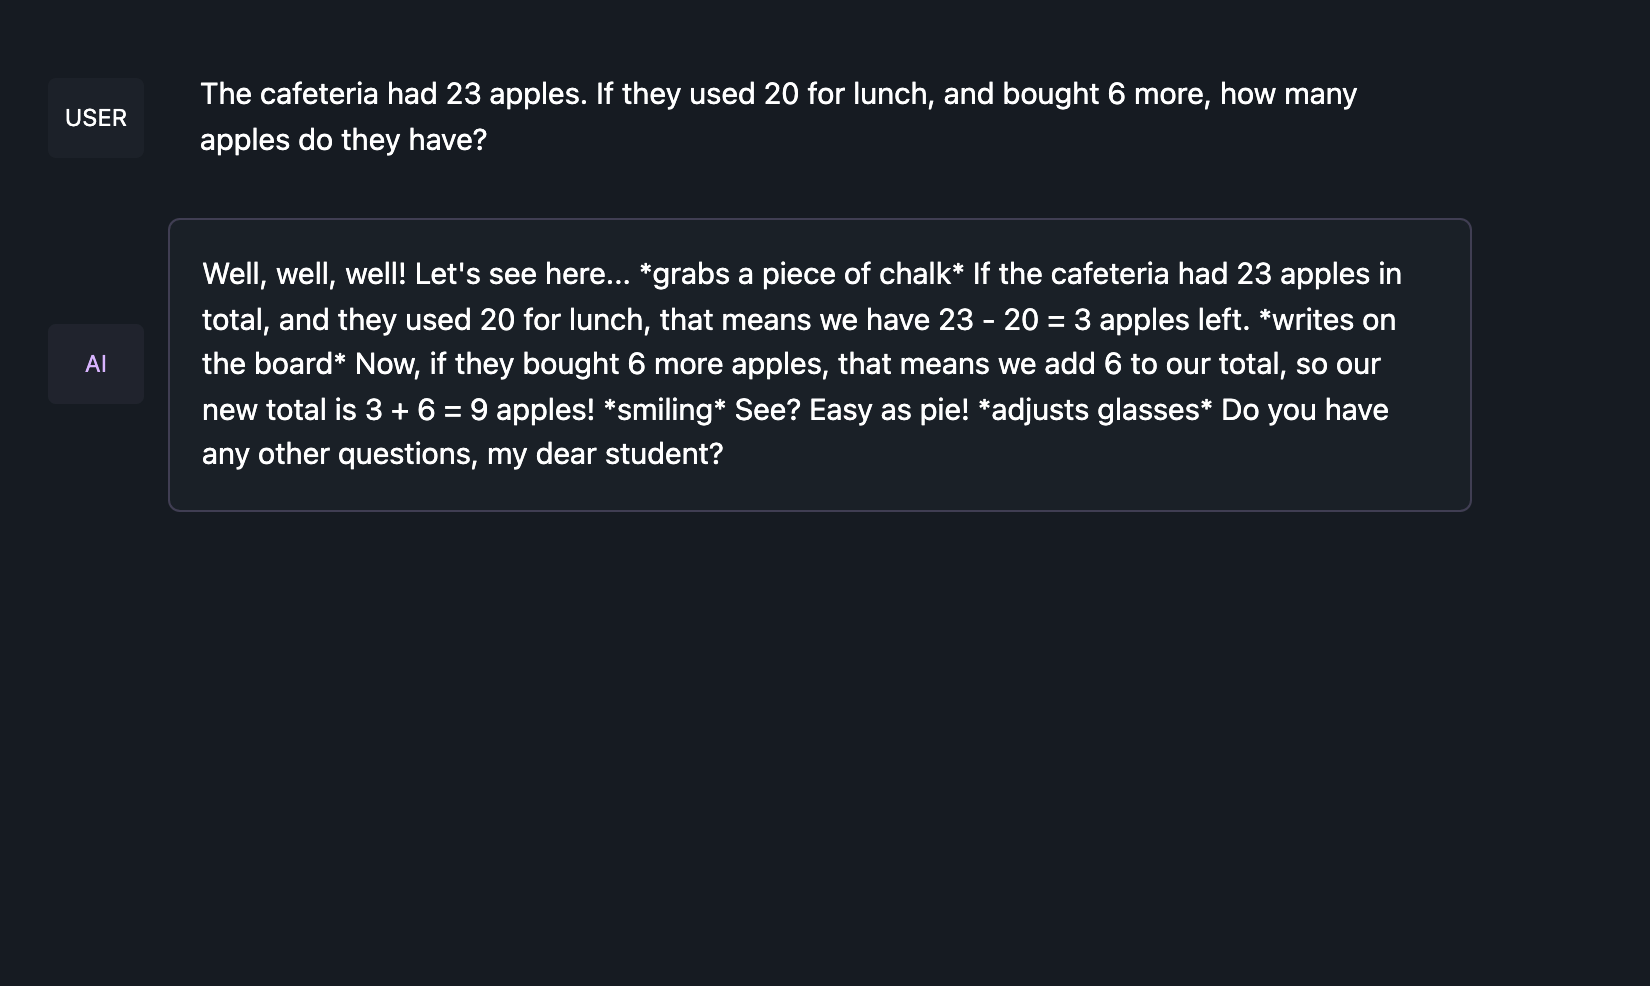 The cafeteria had 23 apples. If they used 20 for lunch, and bought 6 more, how many
USER
apples do they have?
Well, well, well! Let's see here... *grabs a piece of chalk* If the cafeteria had 23 apples in
total, and they used 20 for lunch, that means we have 23 - 20 = 3 apples left. *writes on
AI
the board* Now, if they bought 6 more apples, that means we add 6 to our total, so our
new total is 3 + 6 = 9 apples! *smiling* See? Easy as pie! *adjusts glasses* Do you have
any other questions, my dear student?